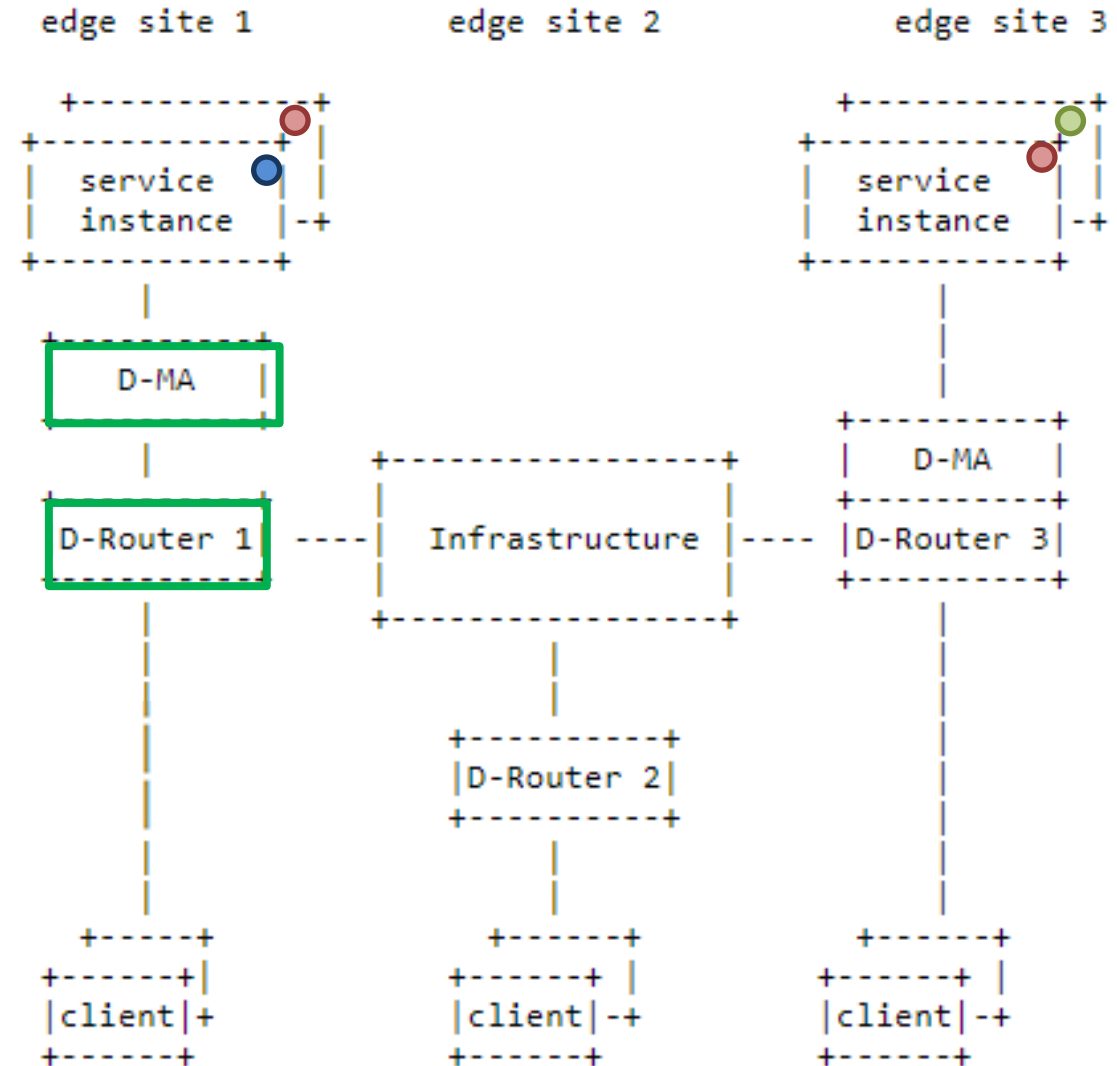 edge site 1 edge site 2 edge site 3
service service
instance instance
D-MA
D-MA
D-Router 1 Infrastructure D-Router 3
D-Router 2
client client client